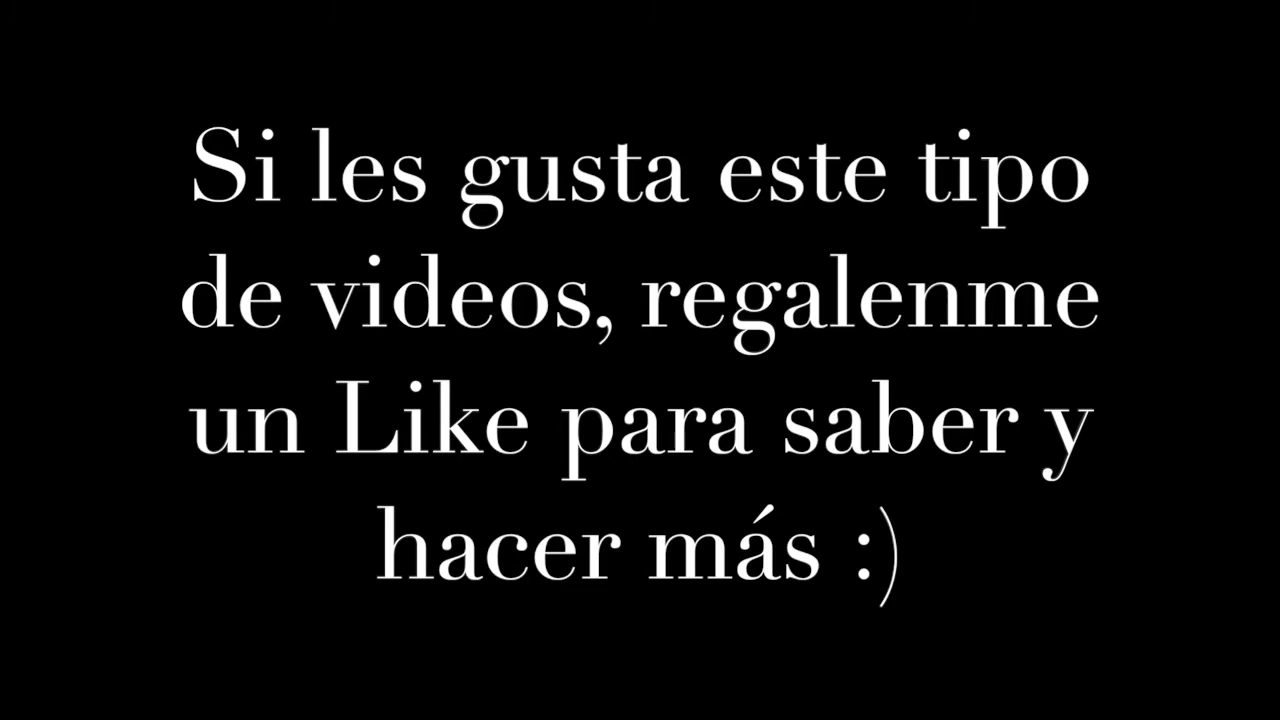 Si les gusta este tipo
de videos, regalenme
un Like para saber y
hacer más :)